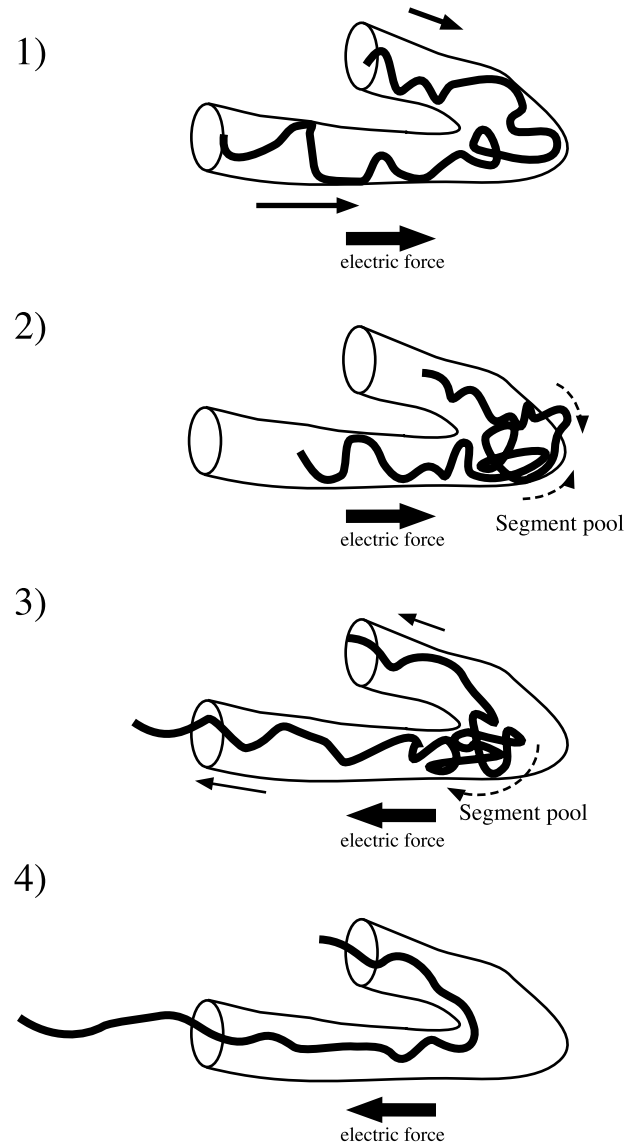 1)
electric force
2)
electric force
Segment pool
3)
Segment pool
electric force
4)
electric force